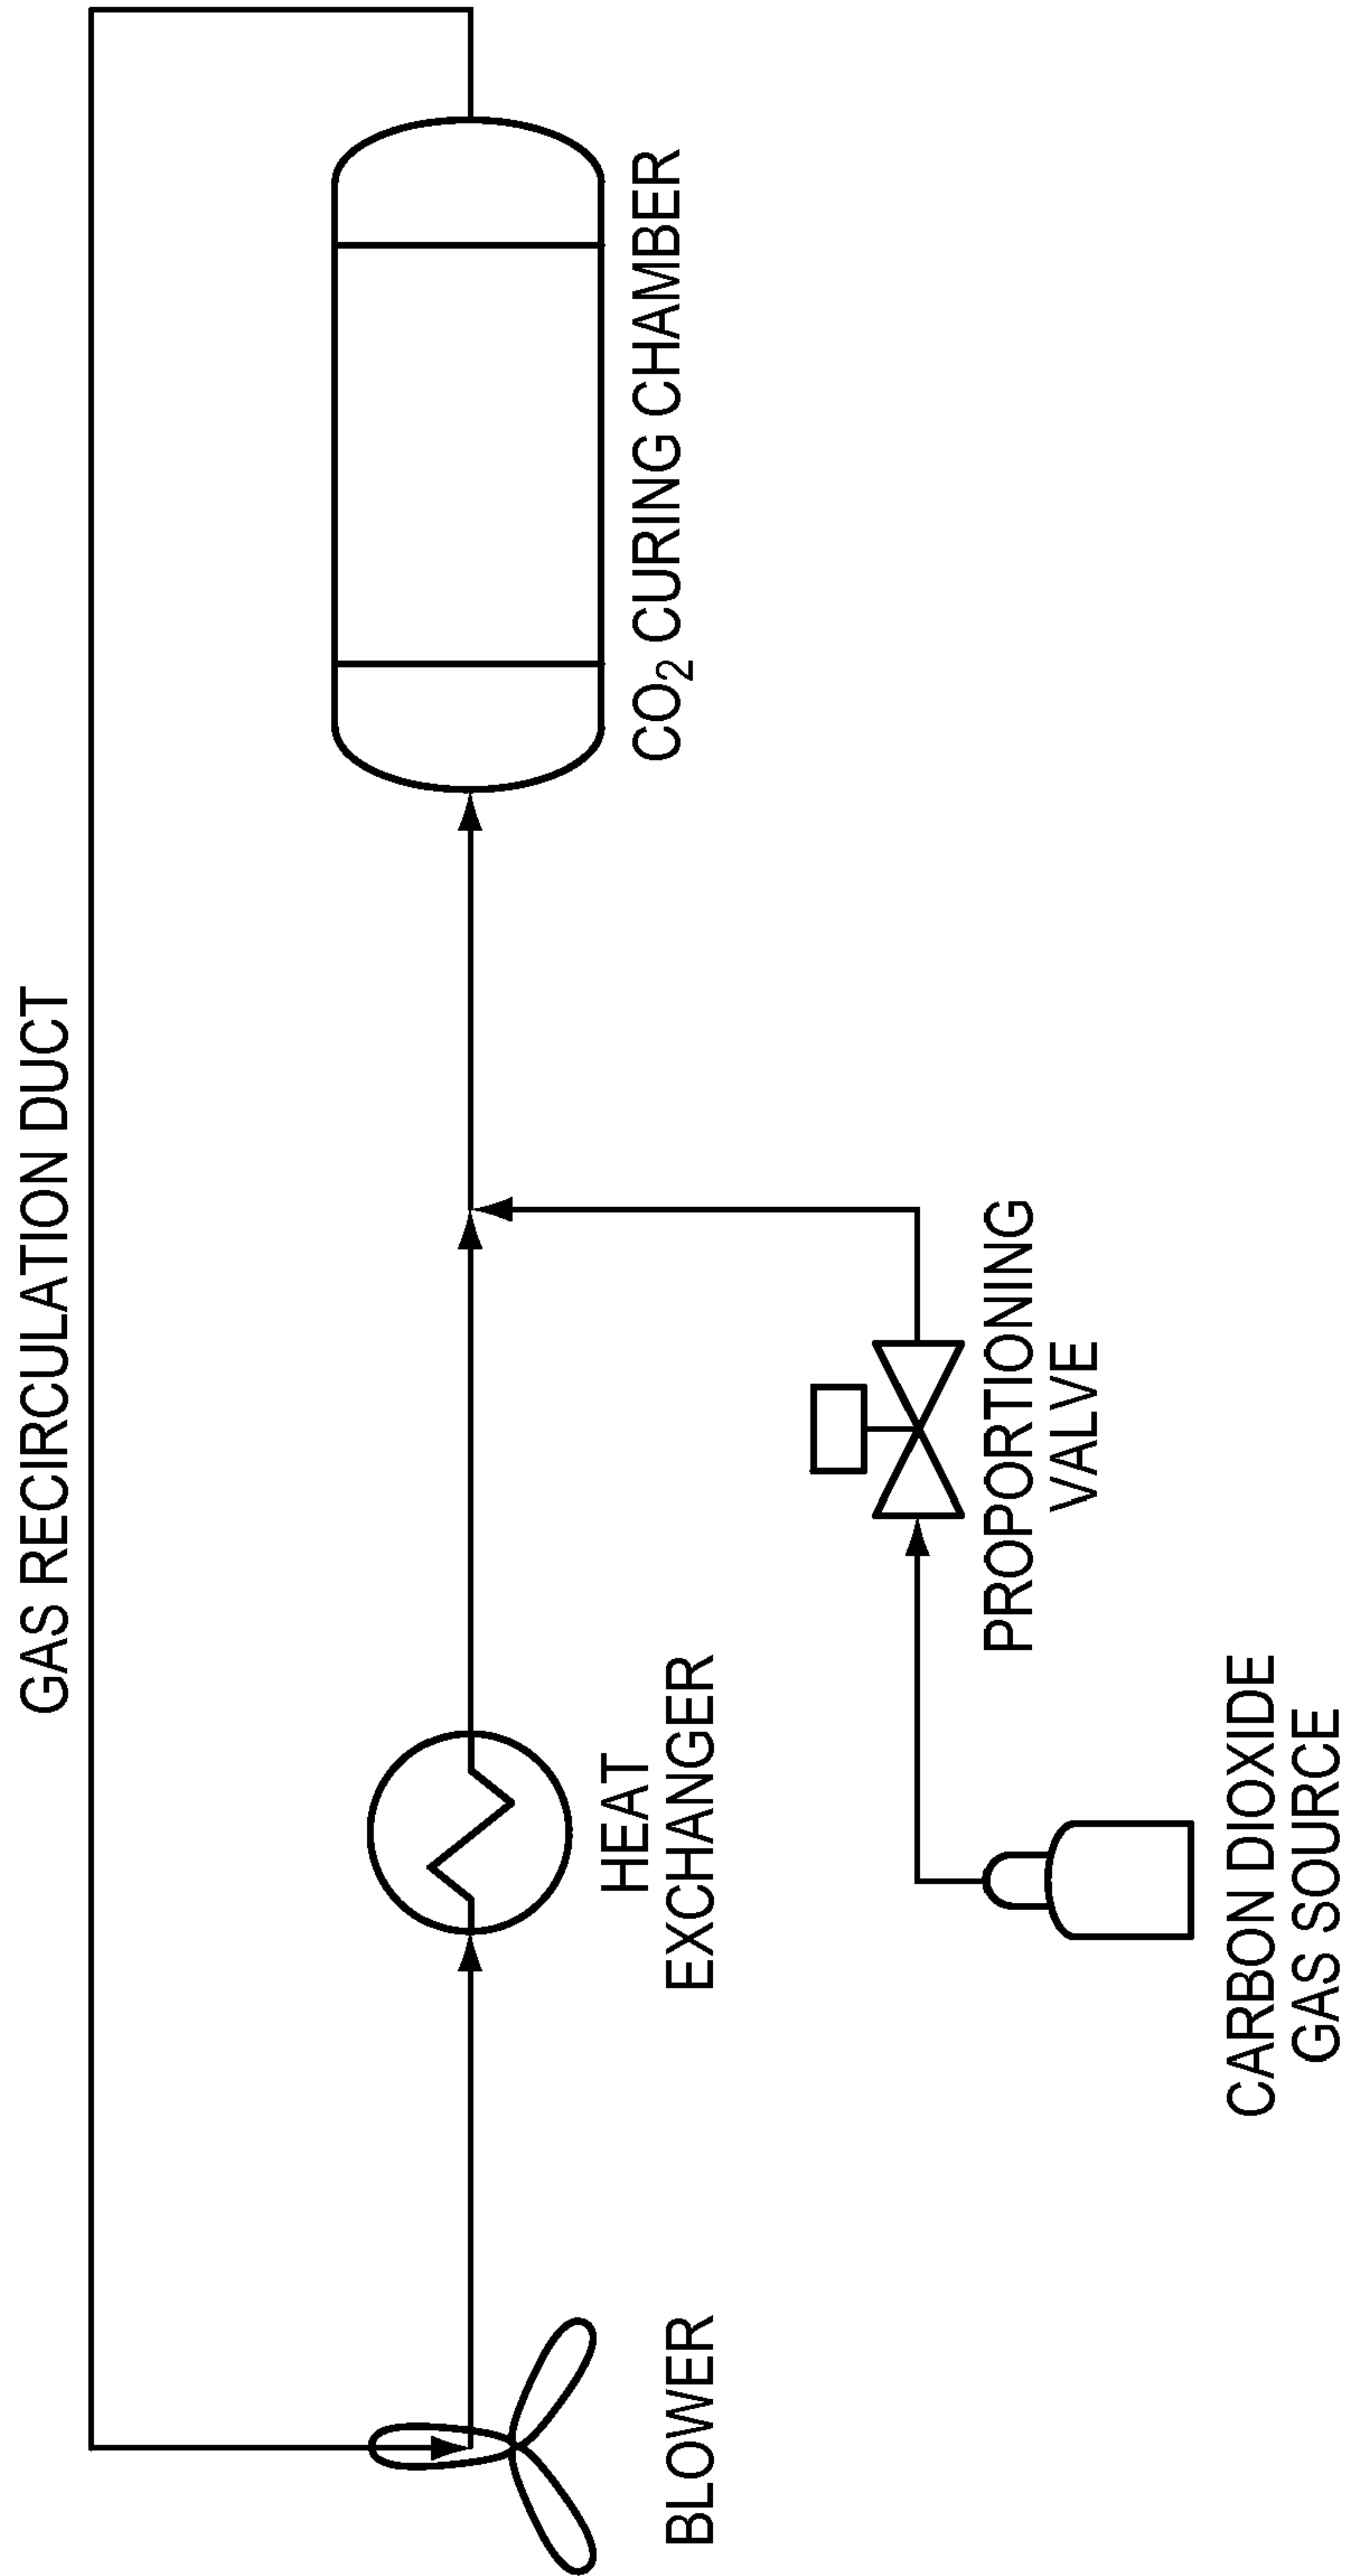 GAS RECIRCULATION DUCT
BLOWER
HEAT
EXCHANGER
CO₂ CURING CHAMBER
PROPORTIONING
VALVE
CARBON DIOXIDE
GAS SOURCE